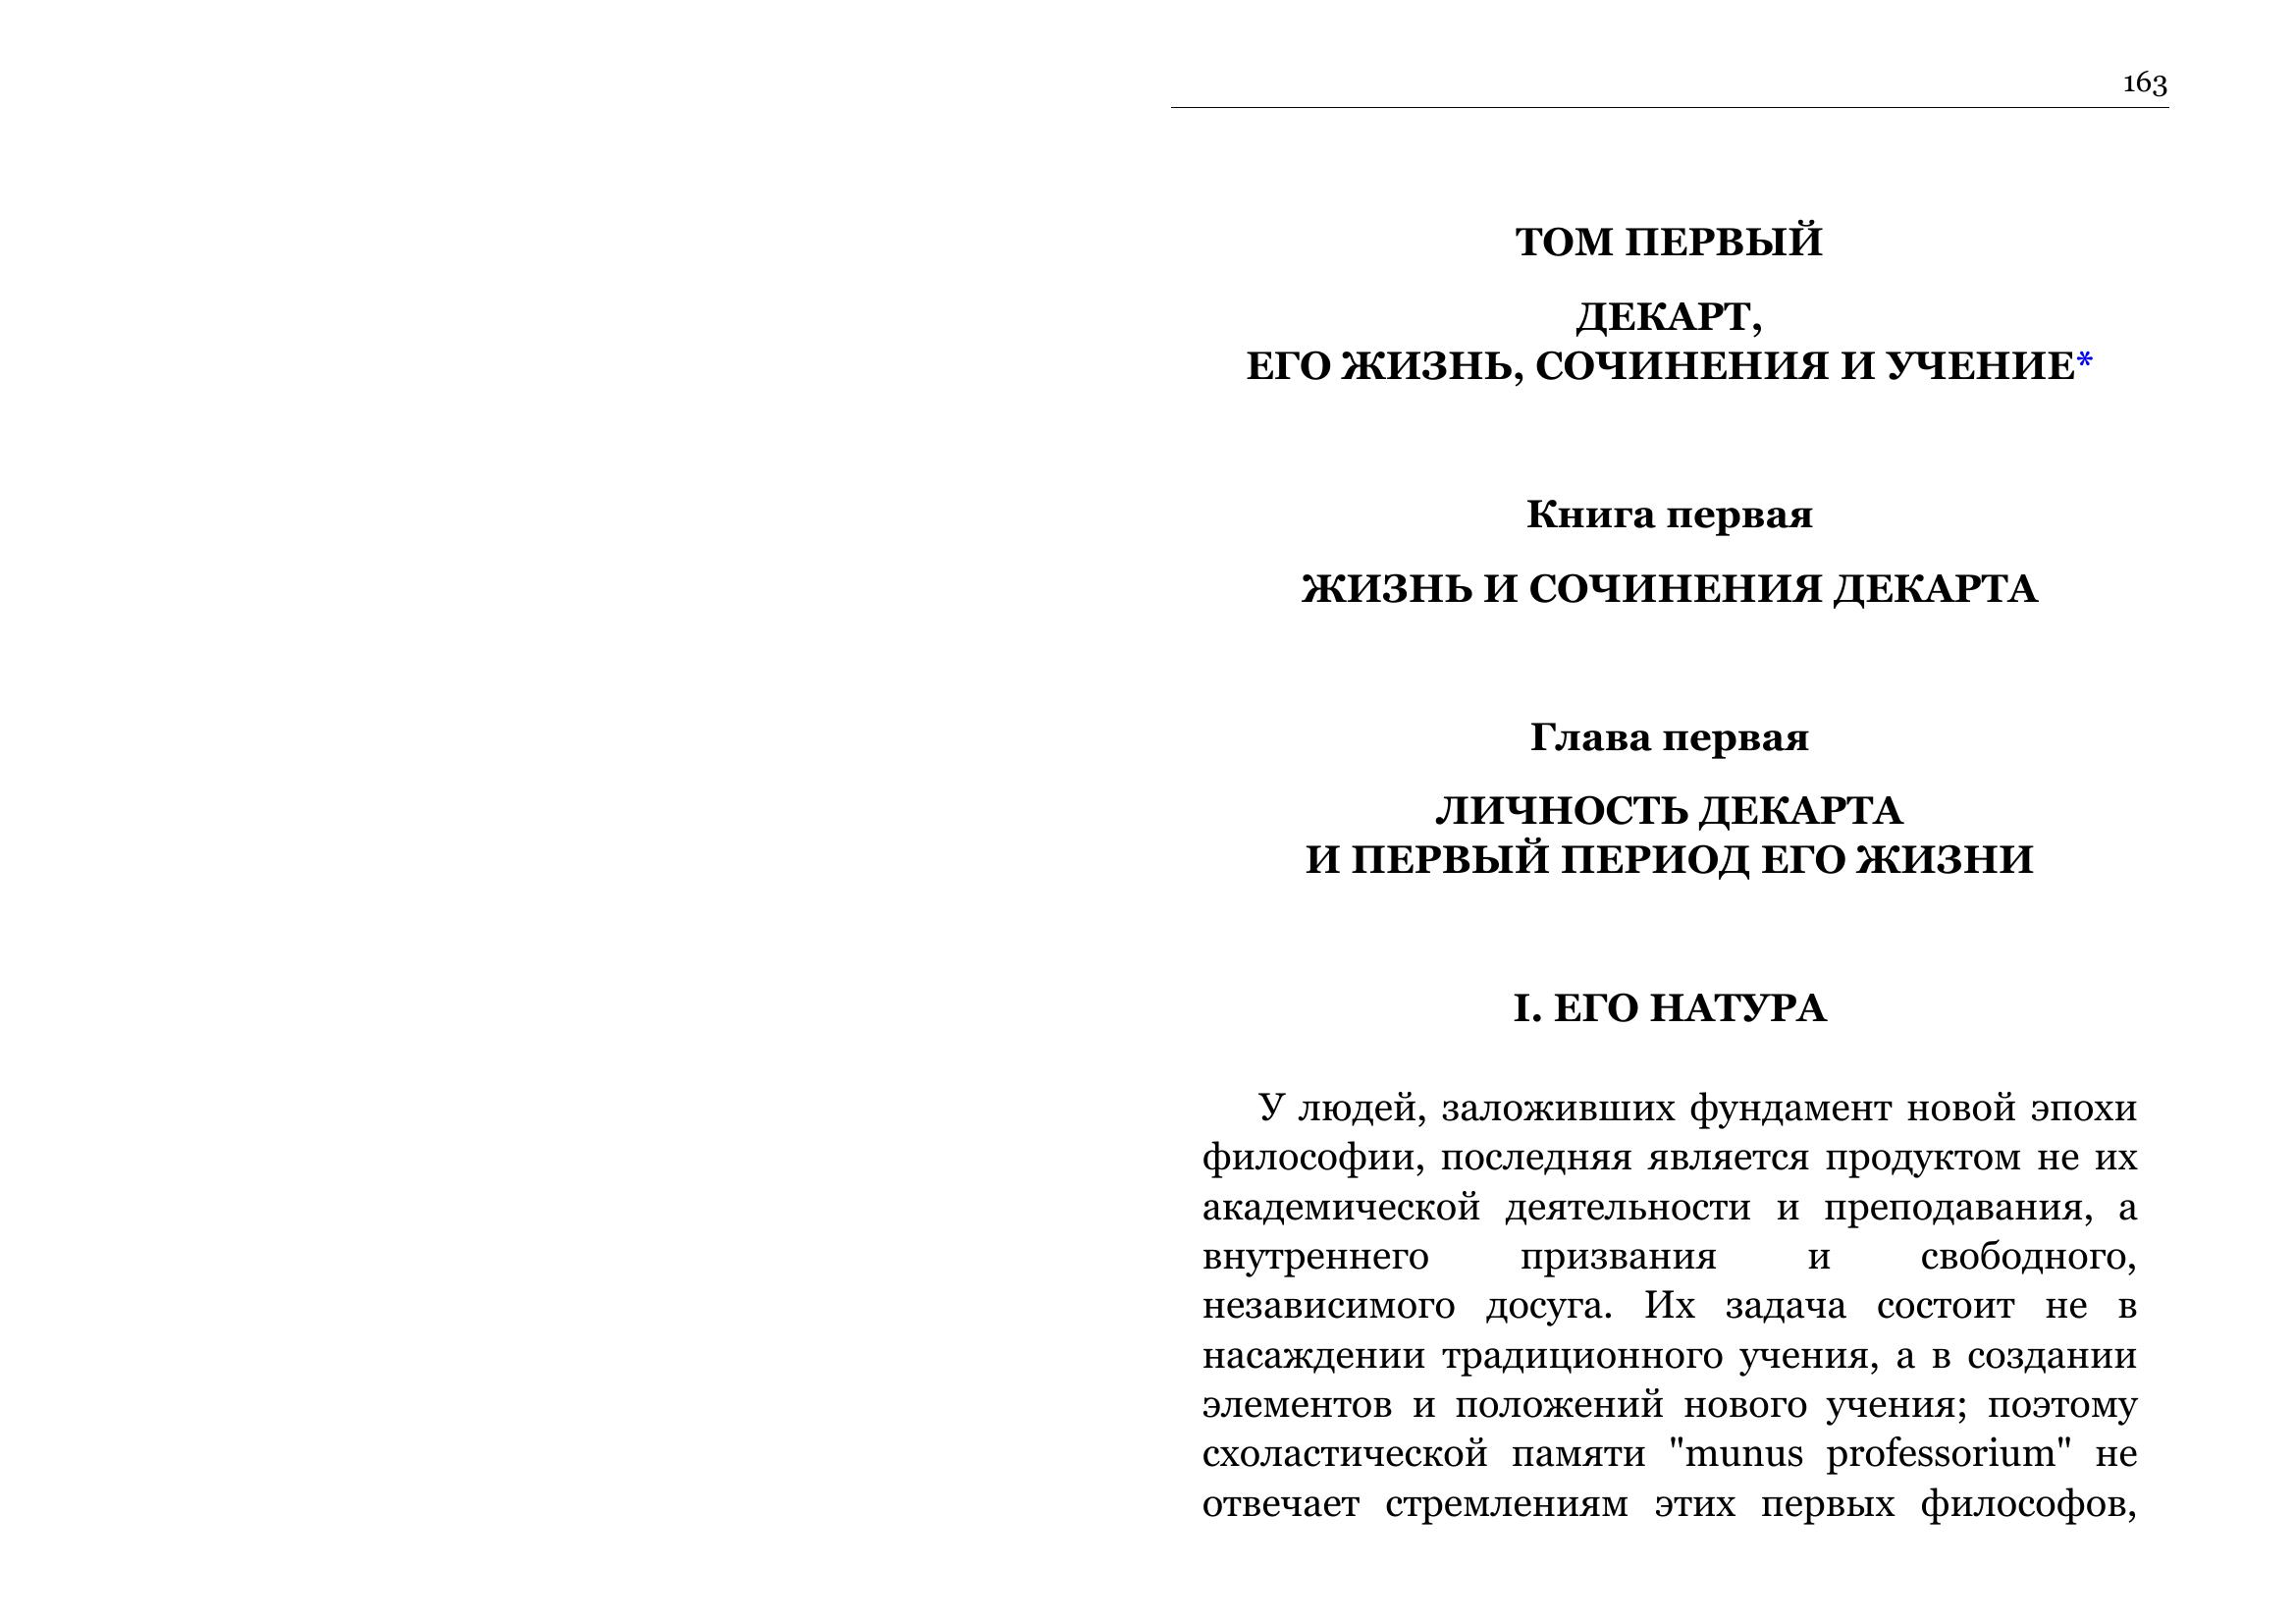 163
ТОМ ПЕРВЫЙ
ДЕКАРТ,
ЕГО ЖИЗНЬ, СОЧИНЕНИЯ И УЧЕНИЕ*
Книга первая
ЖИЗНЬ И СОЧИНЕНИЯ ДЕКАРТА
Глава первая
ЛИЧНОСТЬ ДЕКАРТА
И ПЕРВЫЙ ПЕРИОД ЕГО ЖИЗНИ
I. ЕГО НАТУРА
У людей, заложивших фундамент новой эпохи
философии, последняя является продуктом не их
академической деятельности и преподавания, а
внутреннего призвания и свободного,
независимого досуга. Их задача состоит не в
насаждении традиционного учения, а в создании
элементов и положений нового учения; поэтому
схоластической памяти "munus professorium" не
отвечает стремлениям этих первых философов,